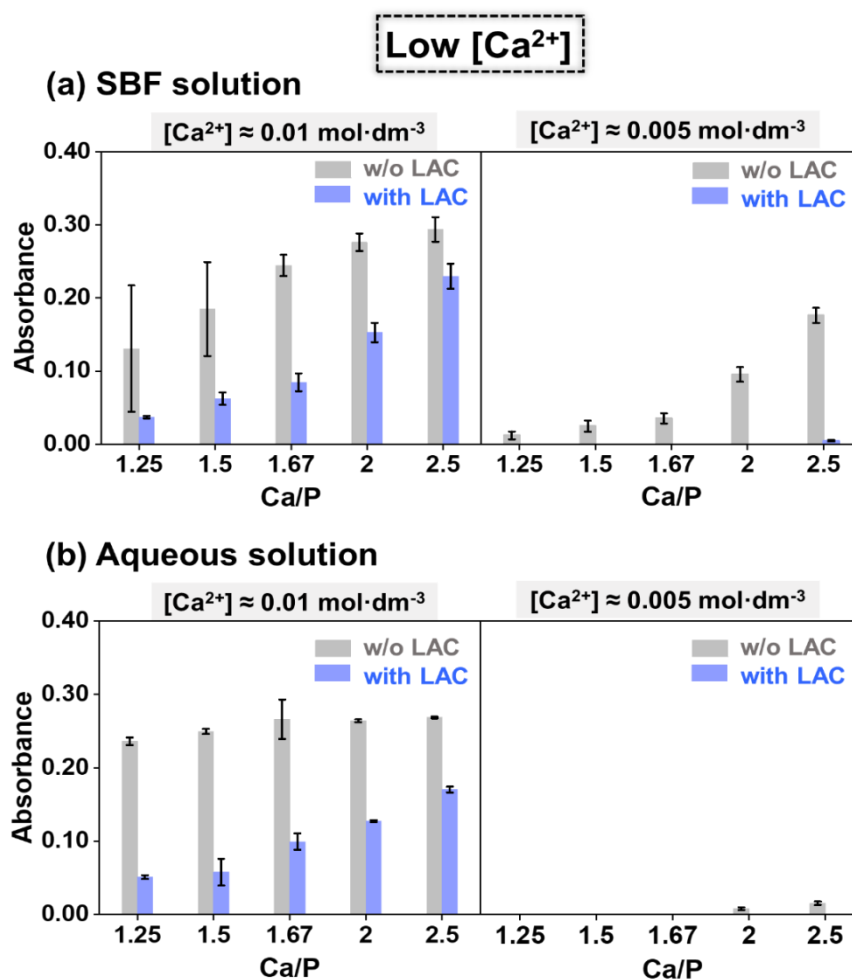 Low [Ca²⁺]
(a) SBF solution
[Ca²⁺] ≈ 0.01 mol·dm⁻³
[Ca²⁺] ≈ 0.005 mol·dm⁻³
0.40
0.30
0.20
0.10
0.00
Absorbance
w/o LAC
with LAC
w/o LAC
with LAC
1.25 1.5 1.67 2 2.5
1.25 1.5 1.67 2 2.5
Ca/P
Ca/P
(b) Aqueous solution
[Ca²⁺] ≈ 0.01 mol·dm⁻³
[Ca²⁺] ≈ 0.005 mol·dm⁻³
0.40
0.30
0.20
0.10
0.00
Absorbance
w/o LAC
with LAC
w/o LAC
with LAC
1.25 1.5 1.67 2 2.5
1.25 1.5 1.67 2 2.5
Ca/P
Ca/P